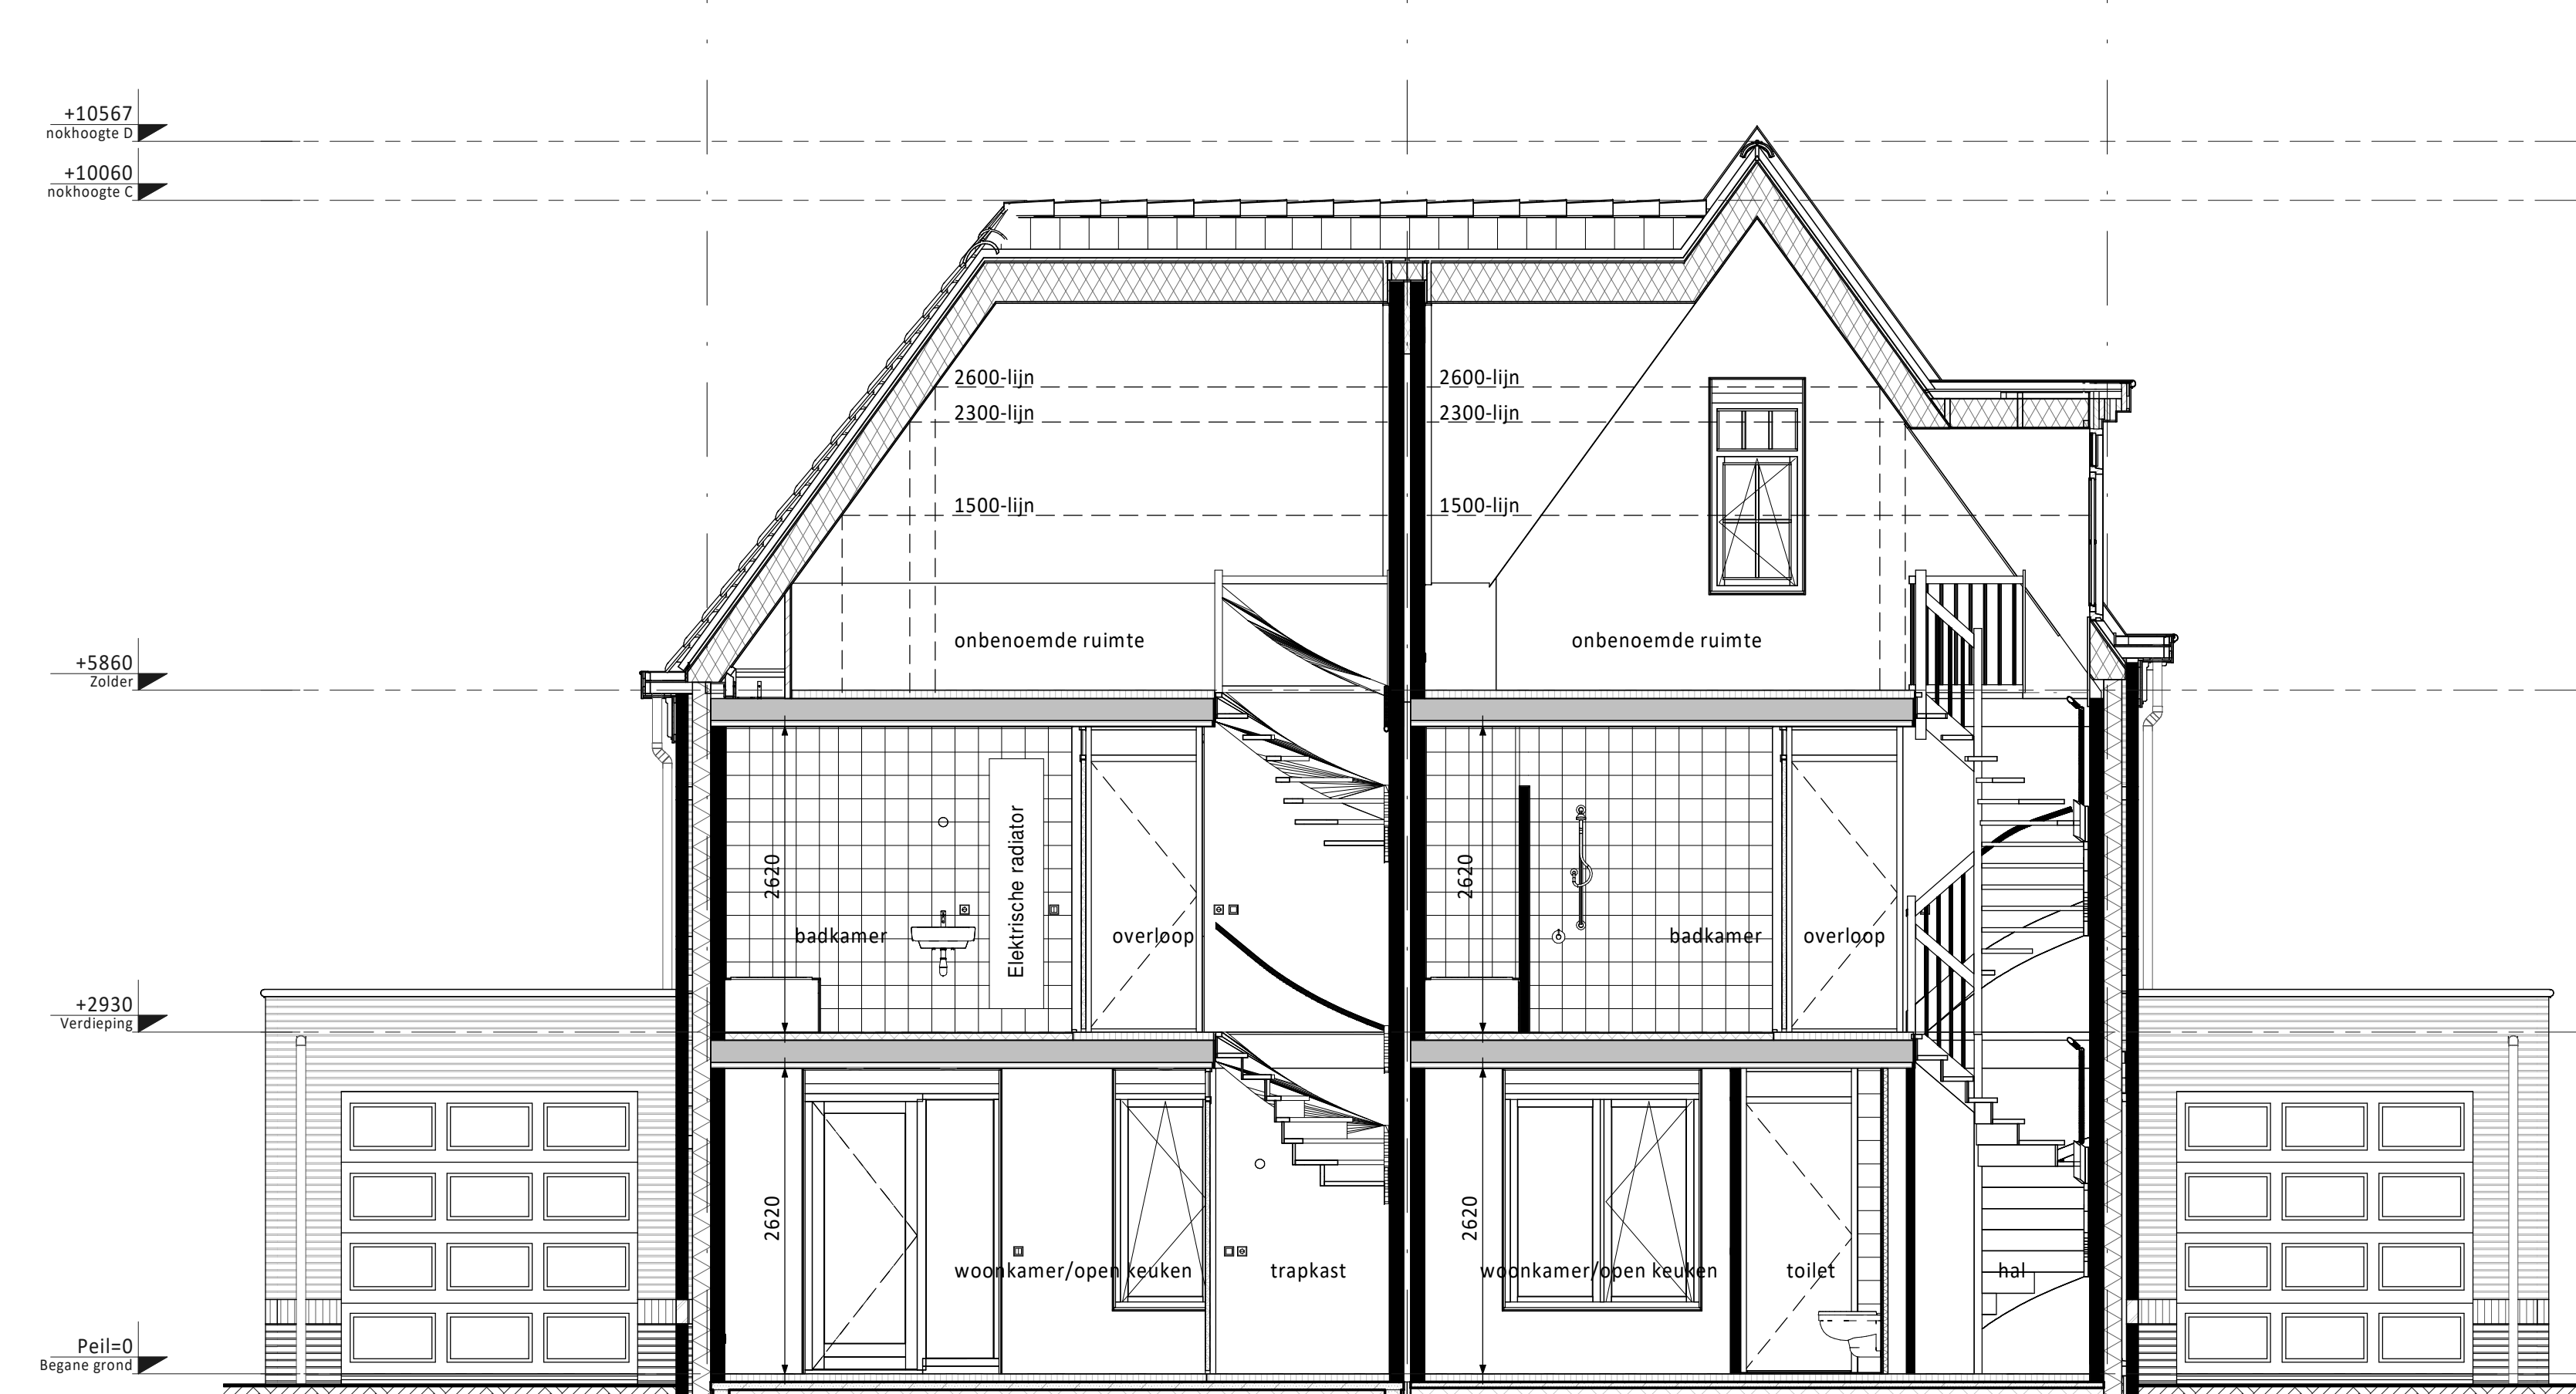 +10567
nokhoogte D
+10060
nokhoogte C
2600-lijn
2600-lijn
2300-lijn
2300-lijn
1500-lijn
1500-lijn
onbenoemde ruimte
onbenoemde ruimte
+5860
Zolder
2620
Elektrische radiator
2620
badkamer
overloop
badkamer
overloop
+2930
Verdieping
2620
2620
woonkamer/open keuken
trapkast
woonkamer/open keuken
toilet
hal
Peil=0
Begane grond